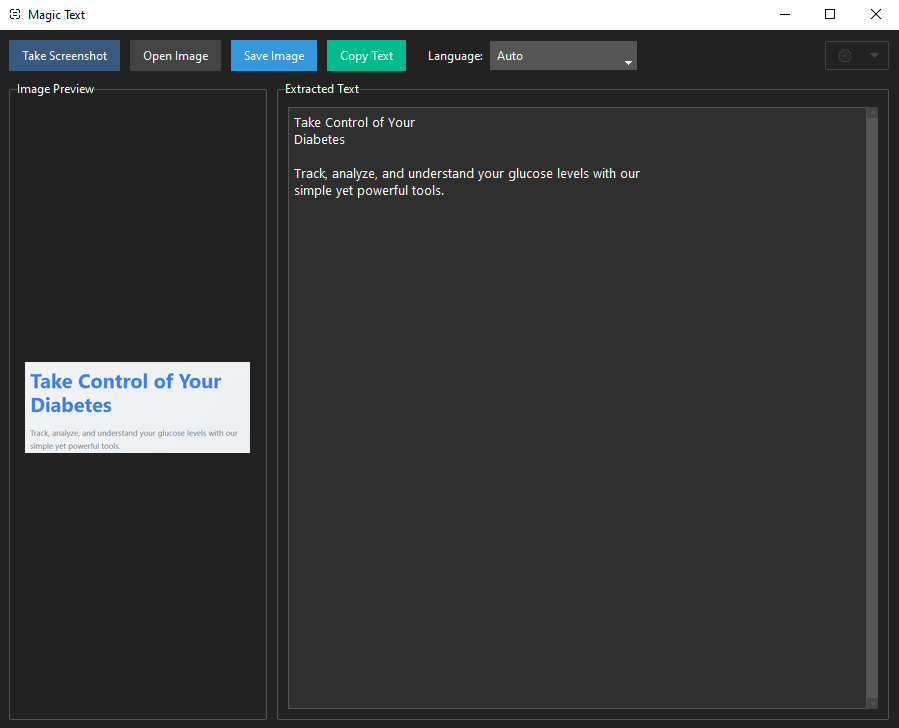 Magic Text
Take Screenshot
Open Image
Save Image
Copy Text
Language:
Auto
Image Preview
Take Control of Your
Diabetes
Track, analyze, and understand your glucose levels with our
simple yet powerful tools.
Extracted Text
Take Control of Your
Diabetes
Track, analyze, and understand your glucose levels with our
simple yet powerful tools.